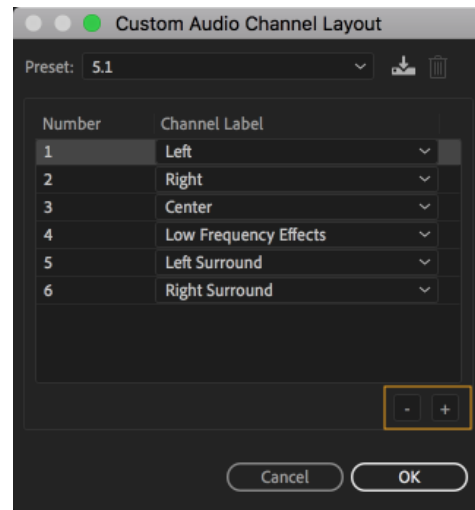 Custom Audio Channel Layout
Preset: 5.1
Number Channel Label
1 Left
2 Right
3 Center
4 Low Frequency Effects
5 Left Surround
6 Right Surround
- +
Cancel OK